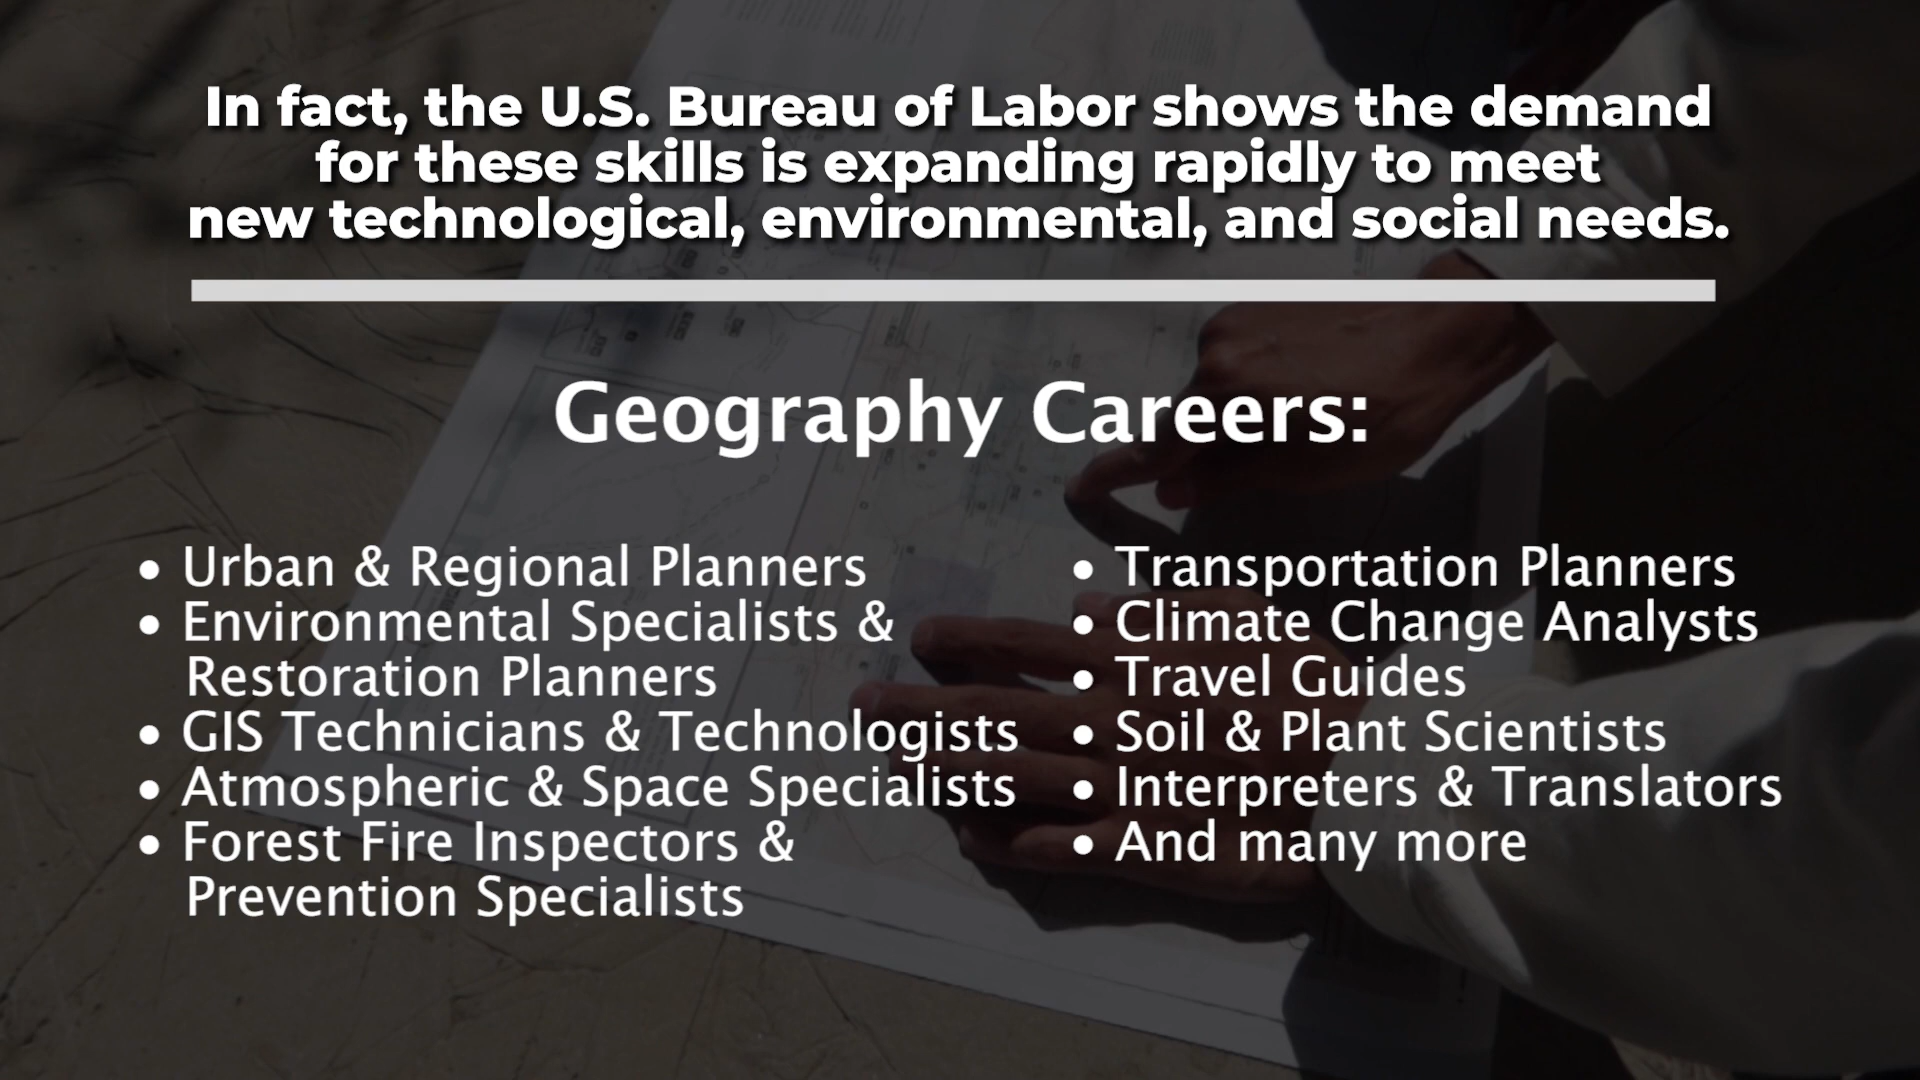 In fact, the U.S. Bureau of Labor shows the demand
for these skills is expanding rapidly to meet
new technological, environmental, and social needs.
Geography Careers:
• Urban & Regional Planners
• Environmental Specialists &
Restoration Planners
• GIS Technicians & Technologists
• Atmospheric & Space Specialists
• Forest Fire Inspectors &
Prevention Specialists
• Transportation Planners
• Climate Change Analysts
• Travel Guides
• Soil & Plant Scientists
• Interpreters & Translators
• And many more